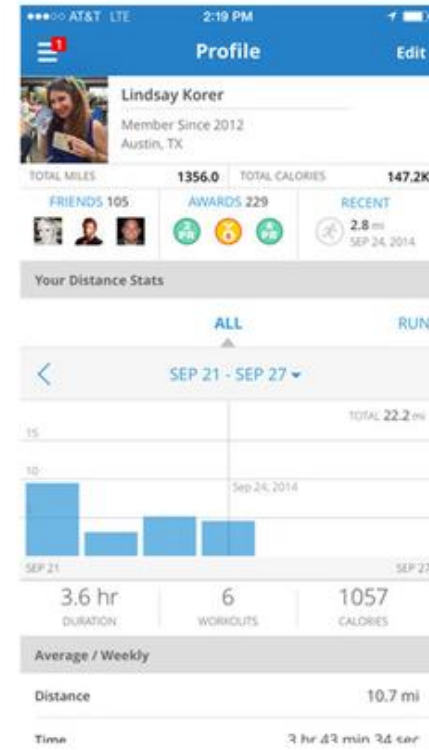 AT&T LTE 2:19 PM
1
Profile Edit
Lindsay Korer
Member Since 2012
Austin, TX
TOTAL MILES 1356.0 TOTAL CALORIES 147.2K
FRIENDS 105 AWARDS 229 RECENT
PR PR 2.8 mi
SEP 24, 2014
Your Distance Stats
ALL RUN
SEP 21 - SEP 27
TOTAL 22.2 mi
15
10
Sep 24, 2014
SEP 21 SEP 27
3.6 hr 6 1057
DURATION WORKOUTS CALORIES
Average / Weekly
Distance 10.7 mi
Time 3 hr 43 min 34 sec